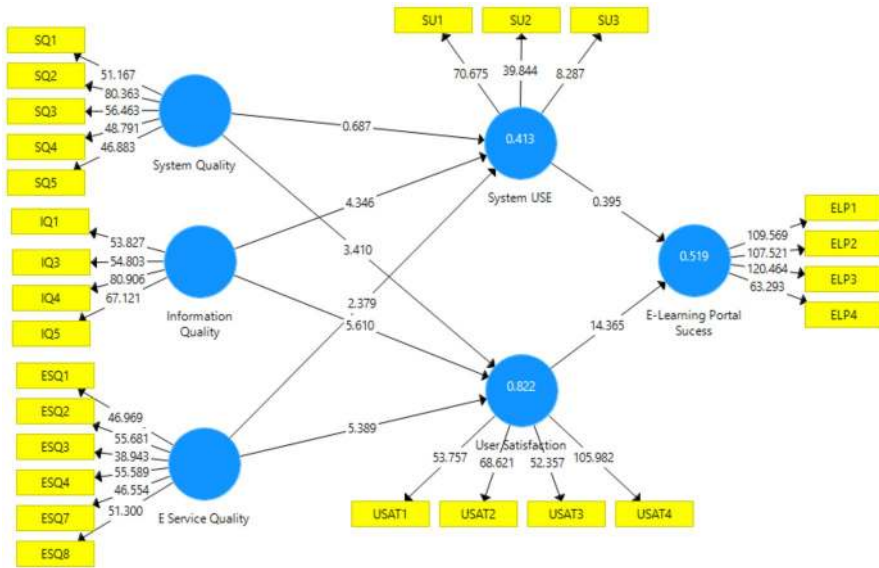 SU1
SU2
SU3
SQ1
SQ2
SQ3
SQ4
SQ5
51.167
80.363
56.463
48.791
46.883
70.675
39.844
8.287
System Quality
0.687
0.413
System USE
IQ1
IQ3
IQ4
IQ5
53.827
54.803
80.906
67.121
Information
Quality
4.346
3.410
0.395
2.379
5.610
0.519
E-Learning Portal
Sucess
109.569
107.521
120.464
63.293
ELP1
ELP2
ELP3
ELP4
14.365
ESQ1
ESQ2
ESQ3
ESQ4
ESQ7
ESQ8
46.969
55.681
38.943
55.589
46.554
51.300
E Service Quality
5.389
0.822
User Satisfaction
53.757
68.621
52.357
105.982
USAT1
USAT2
USAT3
USAT4